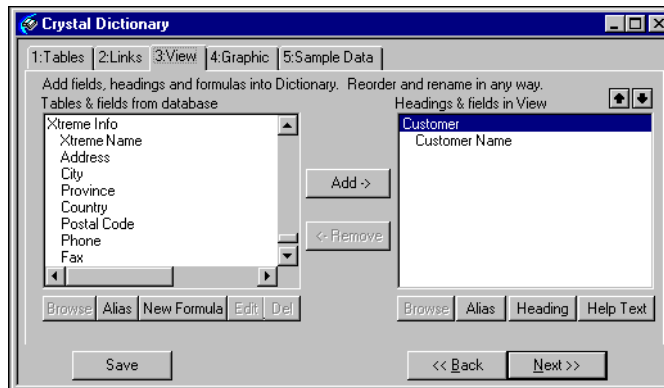 Crystal Dictionary
1:Tables 2:Links 3:View 4:Graphic 5:Sample Data
Add fields, headings and formulas into Dictionary. Reorder and rename in any way.
Tables & fields from database
Headings & fields in View
Xtreme Info
Xtreme Name
Address
City
Province
Country
Postal Code
Phone
Fax
Add ->
<- Remove
Customer
Customer Name
Browse Alias New Formula Edit Del
Browse Alias Heading Help Text
Save
<< Back Next >>